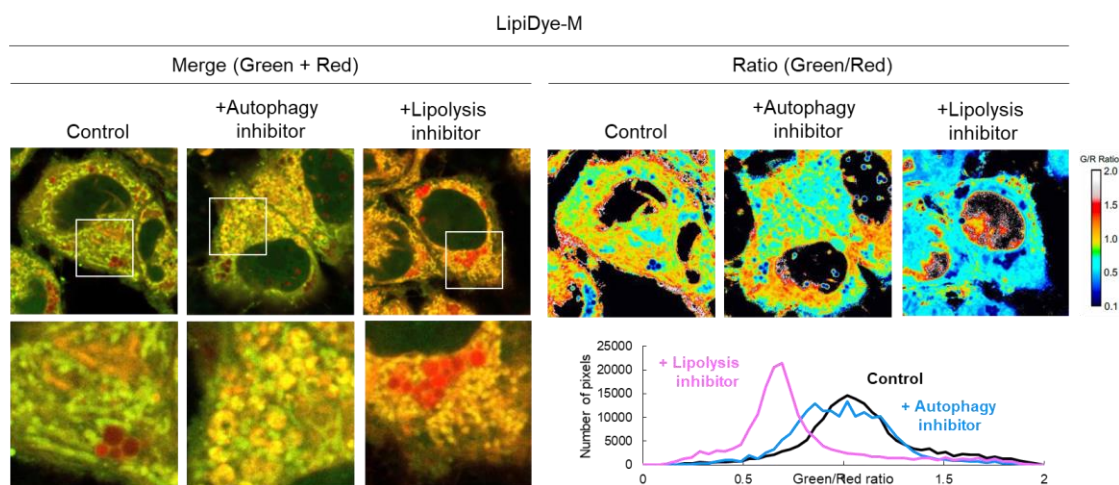 LipiDye-M
Merge (Green + Red)
Ratio (Green/Red)
Control
+Autophagy
inhibitor
+Lipolysis
inhibitor
Control
+Autophagy
inhibitor
+Lipolysis
inhibitor
G/R Ratio
2.0
1.5
1.0
0.5
0.1
Number of pixels
25000
20000
15000
10000
5000
0
+ Lipolysis
inhibitor
Control
+ Autophagy
inhibitor
0
0.5
1
1.5
2
Green/Red ratio